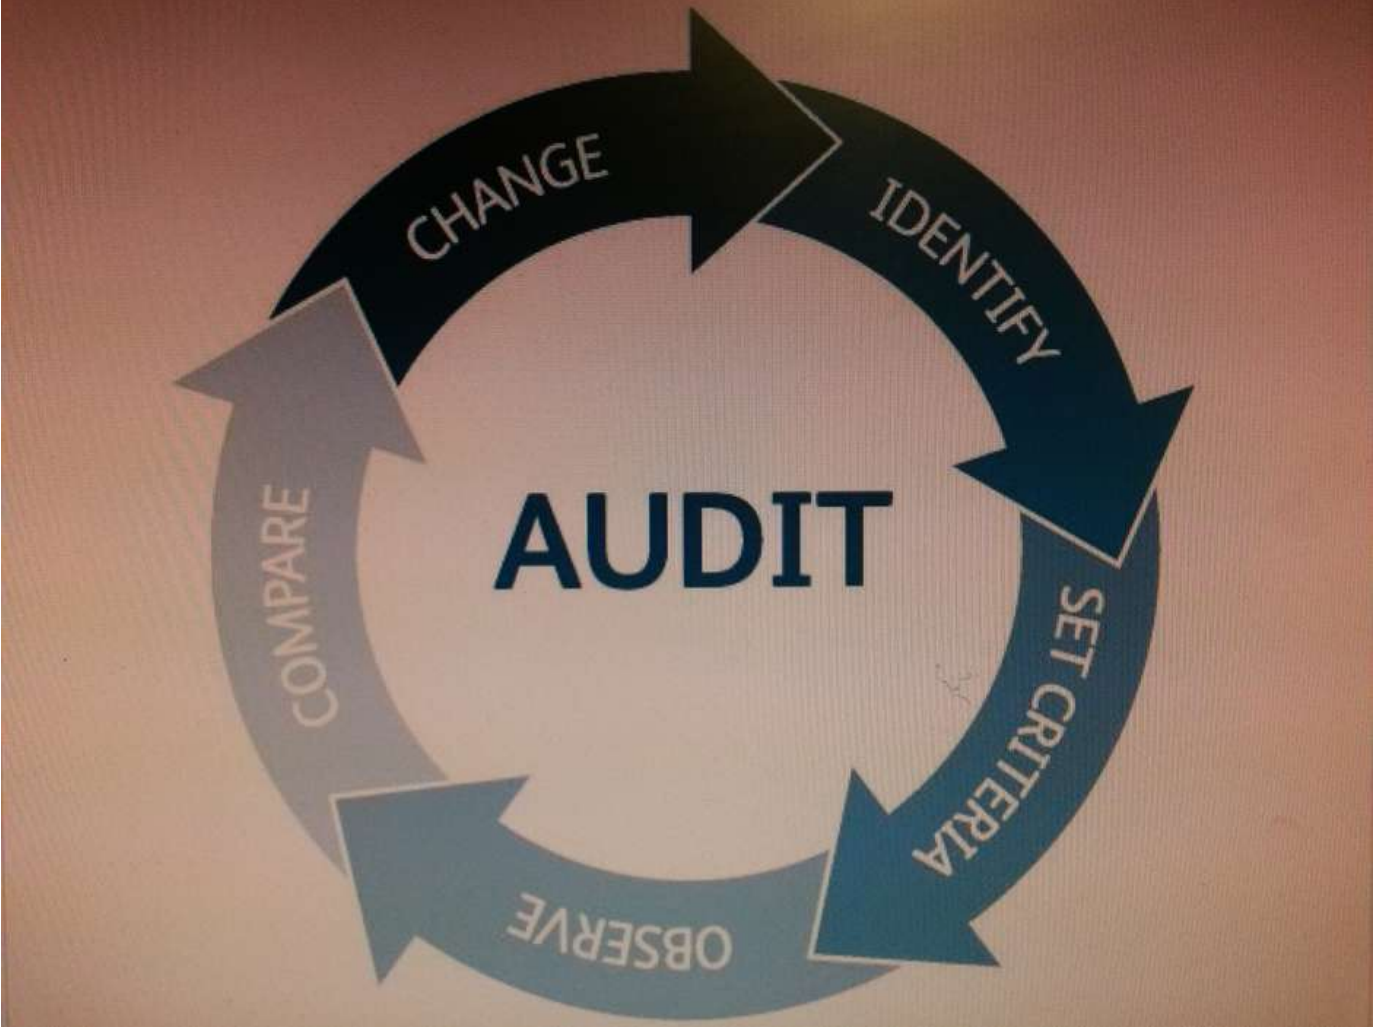 CHANGE
IDENTIFY
AUDIT
SET CRITERIA
OBSERVE
COMPARE